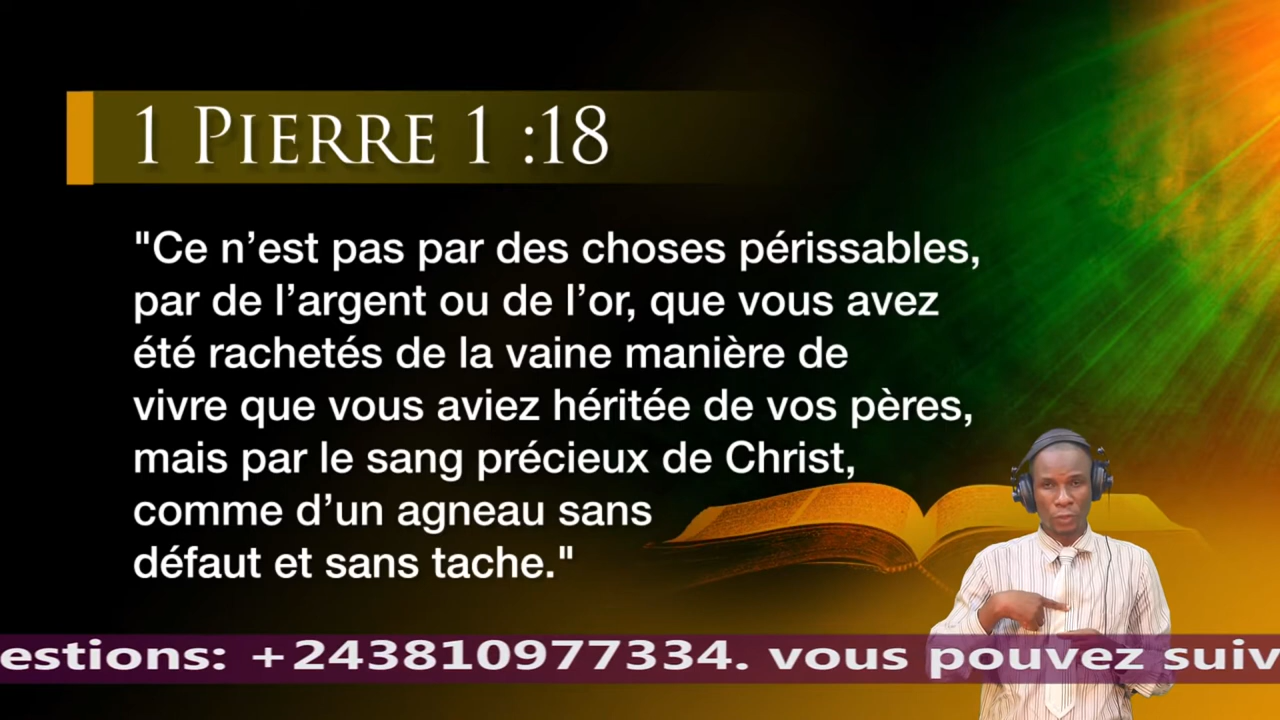 1 PIERRE 1 :18
"Ce n’est pas par des choses périssables,
par de l’argent ou de l’or, que vous avez
été rachetés de la vaine manière de
vivre que vous aviez héritée de vos pères,
mais par le sang précieux de Christ,
comme d’un agneau sans
défaut et sans tache."
estions: +243810977334. vous pouvez suiv